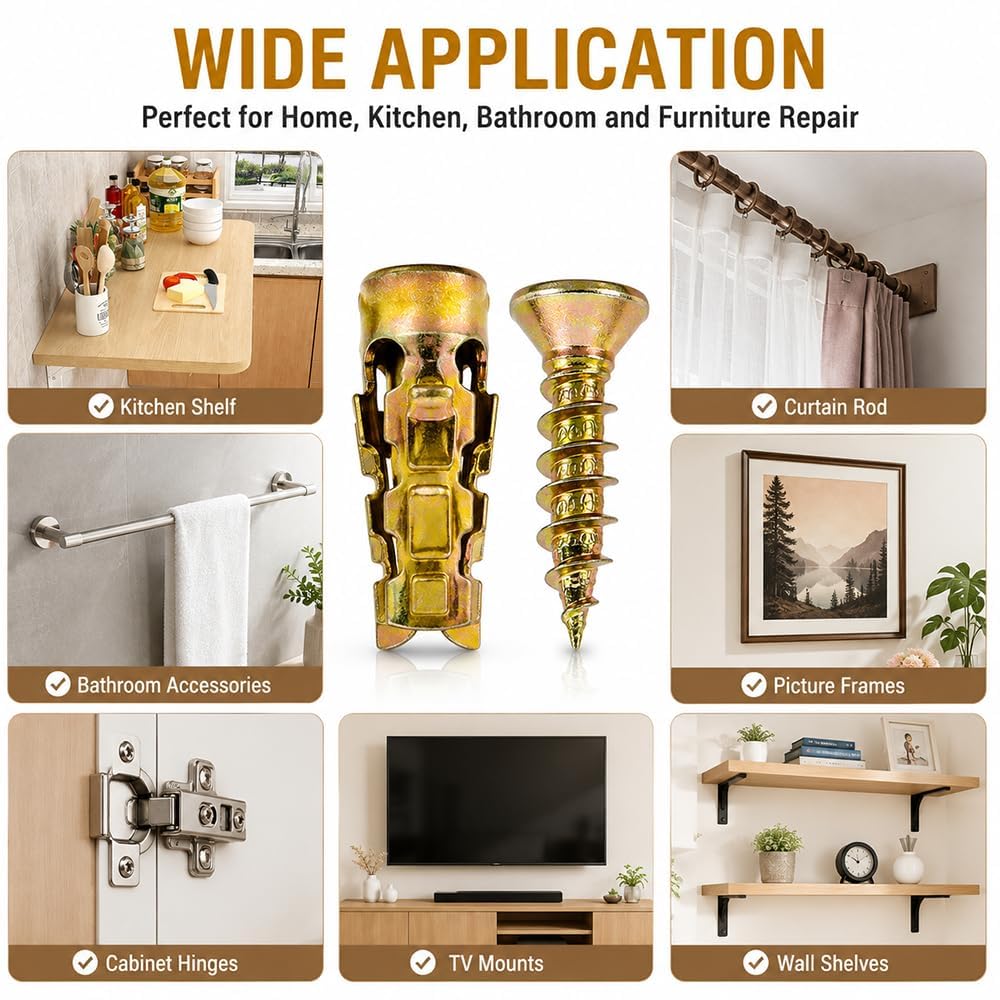 WIDE APPLICATION
Perfect for Home, Kitchen, Bathroom and Furniture Repair
Kitchen Shelf
Curtain Rod
Bathroom Accessories
Picture Frames
Cabinet Hinges
TV Mounts
Wall Shelves